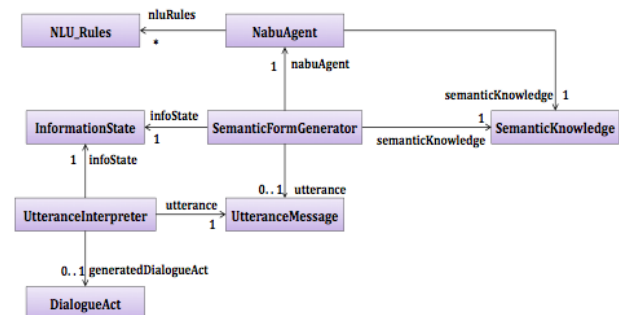 nluRules
NLU_Rules
NabuAgent
*
1
nabuAgent
semanticKnowledge 1
infoState
1
InformationState
SemanticFormGenerator
1
SemanticKnowledge
1
semanticKnowledge
1 infoState
0..1 utterance
utterance
UtteranceInterpreter
1
UtteranceMessage
0..1 generatedDialogueAct
DialogueAct